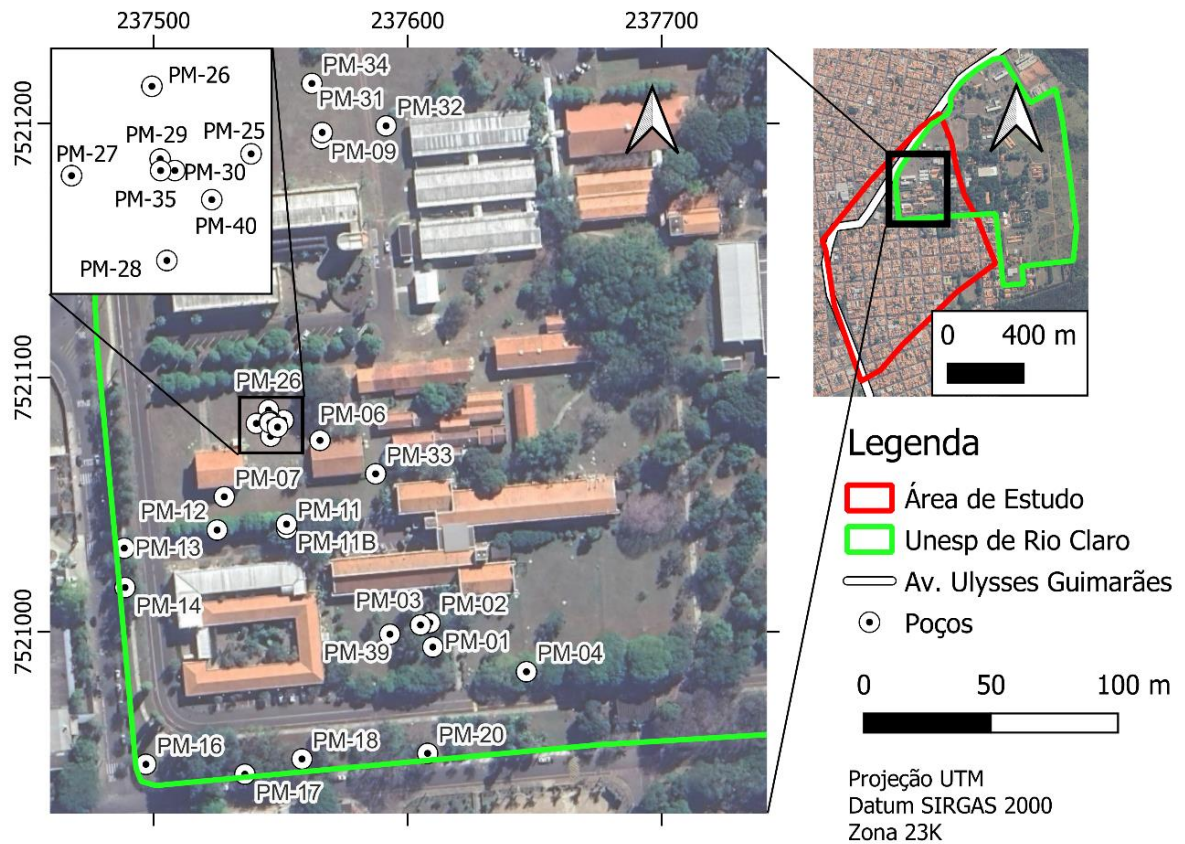 237500
237600
237700
7521200
7521100
7521000
PM-26
PM-29
PM-25
PM-27
PM-30
PM-35
PM-40
PM-28
PM-34
PM-31
PM-32
PM-09
PM-26
PM-06
PM-33
PM-07
PM-12
PM-11
PM-11B
PM-13
PM-14
PM-03
PM-02
PM-01
PM-39
PM-04
PM-16
PM-18
PM-20
PM-17
0 400 m
Legenda
Área de Estudo
Unesp de Rio Claro
Av. Ulysses Guimarães
Poços
0 50 100 m
Projeção UTM
Datum SIRGAS 2000
Zona 23K